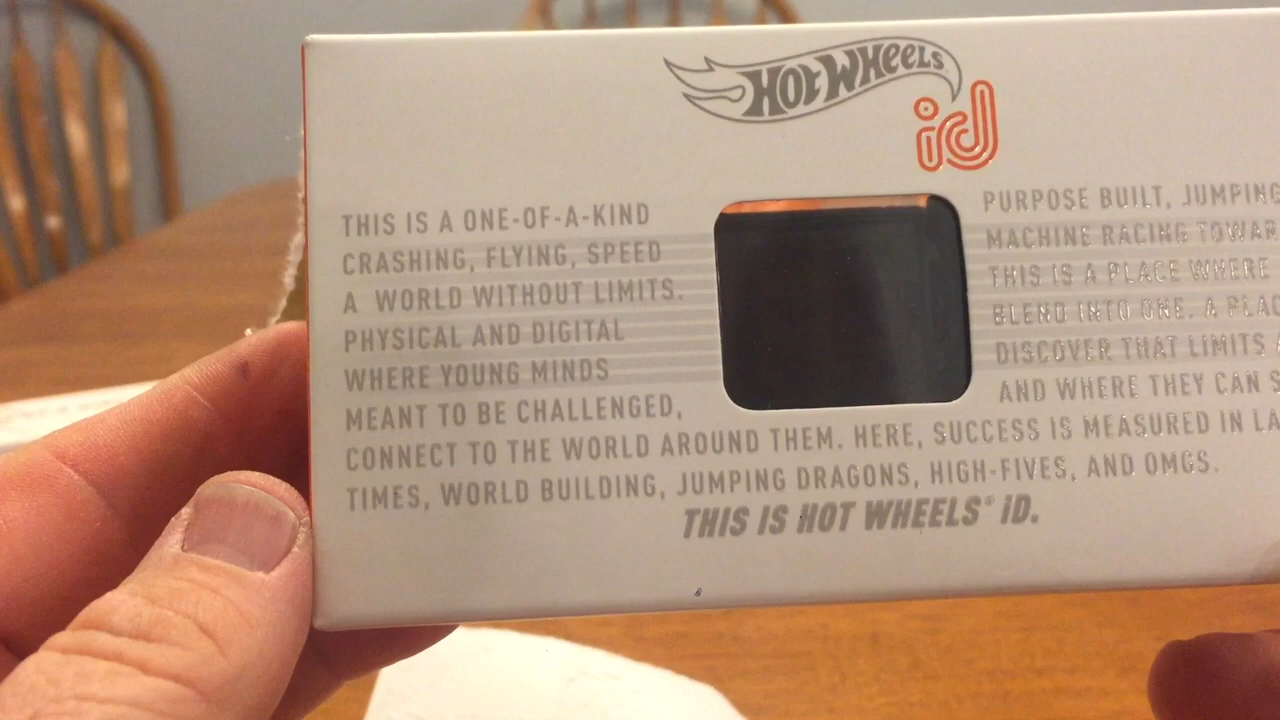 HOT WHEELS
id
THIS IS A ONE-OF-A-KIND PURPOSE BUILT, JUMPING
CRASHING, FLYING, SPEED MACHINE RACING
A WORLD WITHOUT LIMITS. THIS IS A PLACE WHERE
PHYSICAL AND DIGITAL BLEND INTO ONE. A
WHERE YOUNG MINDS DISCOVER THAT LIMITS
MEANT TO BE CHALLENGED, AND WHERE THEY CAN
CONNECT TO THE WORLD AROUND THEM. HERE, SUCCESS IS MEASURED IN
TIMES, WORLD BUILDING, JUMPING DRAGONS, HIGH-FIVES, AND OMGS.
THIS IS HOT WHEELS® iD.